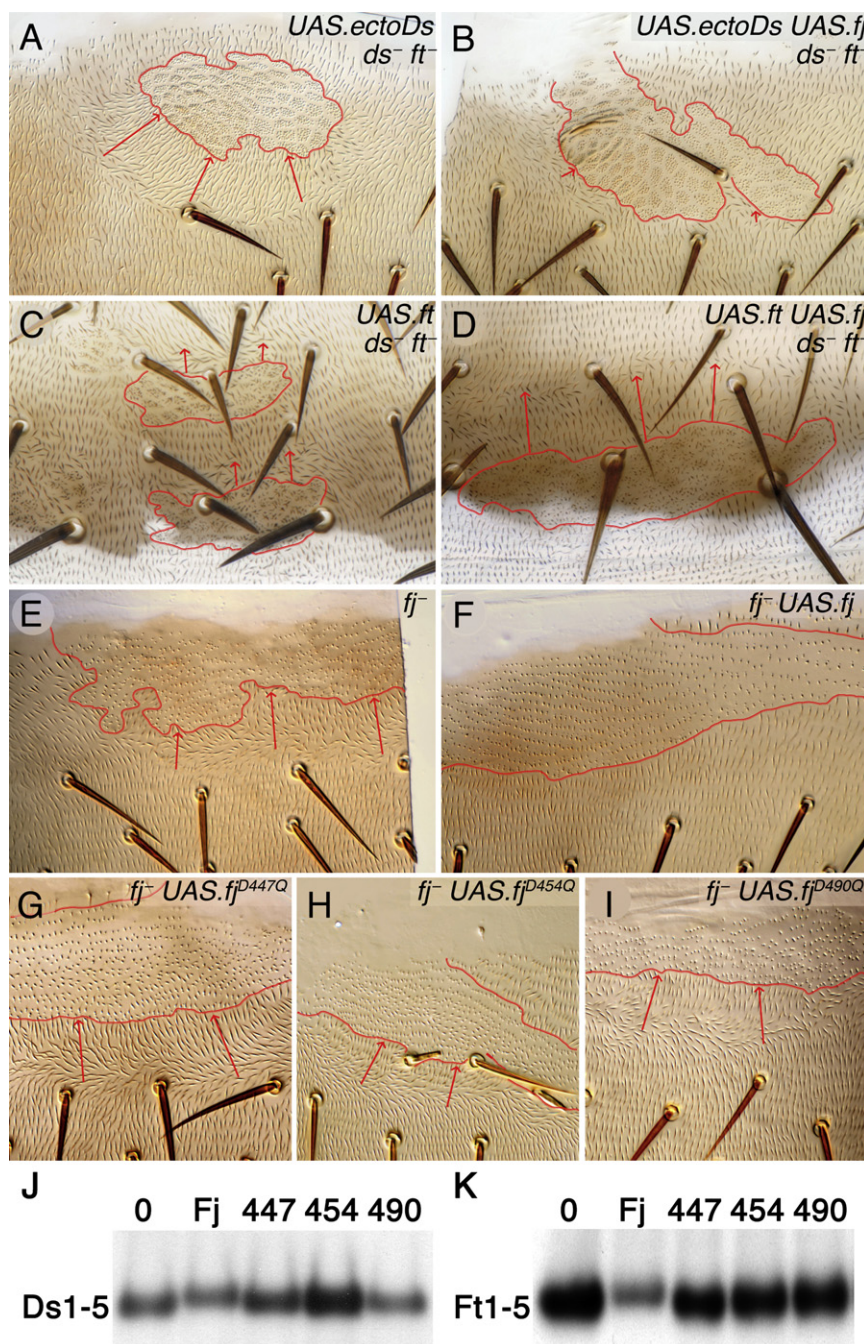 A
UAS.ectoDs
ds– ft–
B
UAS.ectoDs UAS.fj
ds– ft–
C
UAS.ft
ds– ft–
D
UAS.ft UAS.fj
ds– ft–
E
fj–
F
fj– UAS.fj
G
fj– UAS.fjD447Q
H
fj– UAS.fjD454Q
I
fj– UAS.fjD490Q
J
0 Fj 447 454 490
Ds1-5
K
0 Fj 447 454 490
Ft1-5